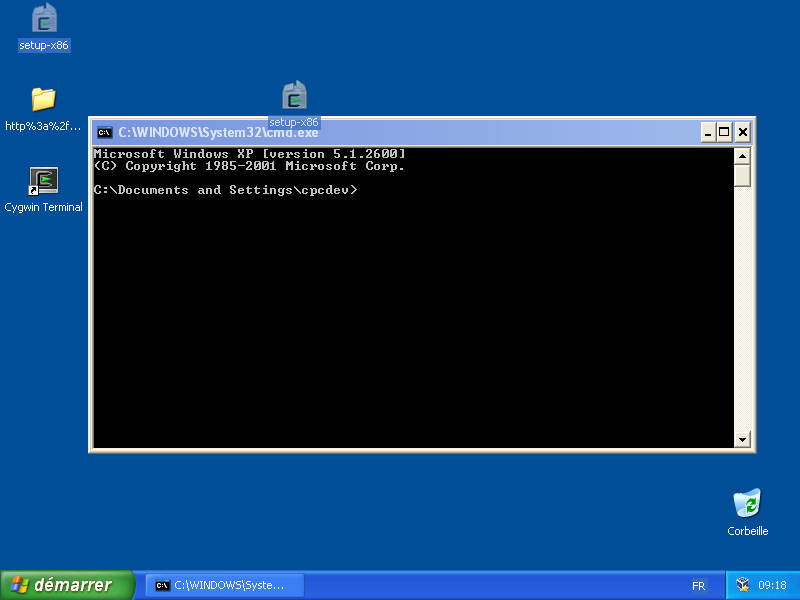 setup-x86
http%3a%2f...
Cygwin Terminal
setup-x86
C:\WINDOWS\System32\cmd.exe
Microsoft Windows XP [version 5.1.2600]
(C) Copyright 1985-2001 Microsoft Corp.
C:\Documents and Settings\cpcdev>
Corbeille
démarrer
C:\WINDOWS\Syste...
FR
09:18